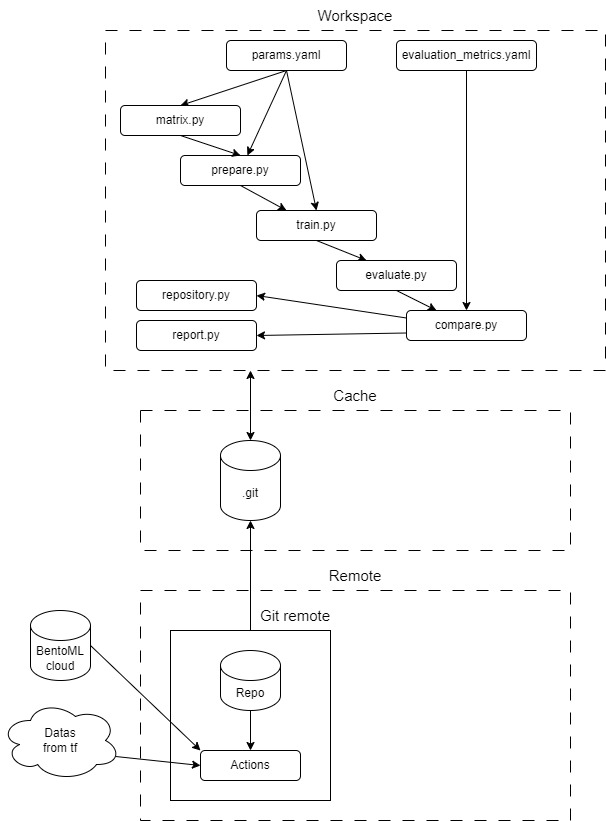 Workspace
params.yaml
evaluation_metrics.yaml
matrix.py
prepare.py
train.py
evaluate.py
repository.py
compare.py
report.py
Cache
.git
Remote
Git remote
BentoML
cloud
Repo
Datas
from tf
Actions